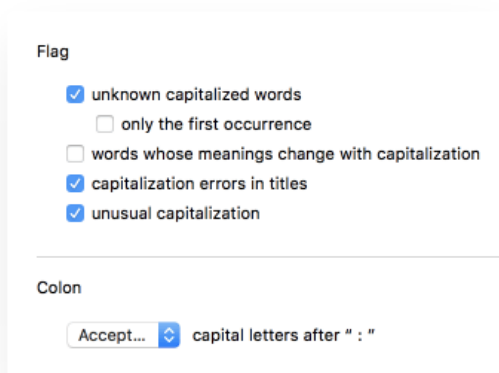 Flag
unknown capitalized words
only the first occurrence
words whose meanings change with capitalization
capitalization errors in titles
unusual capitalization
Colon
Accept... capital letters after " : "